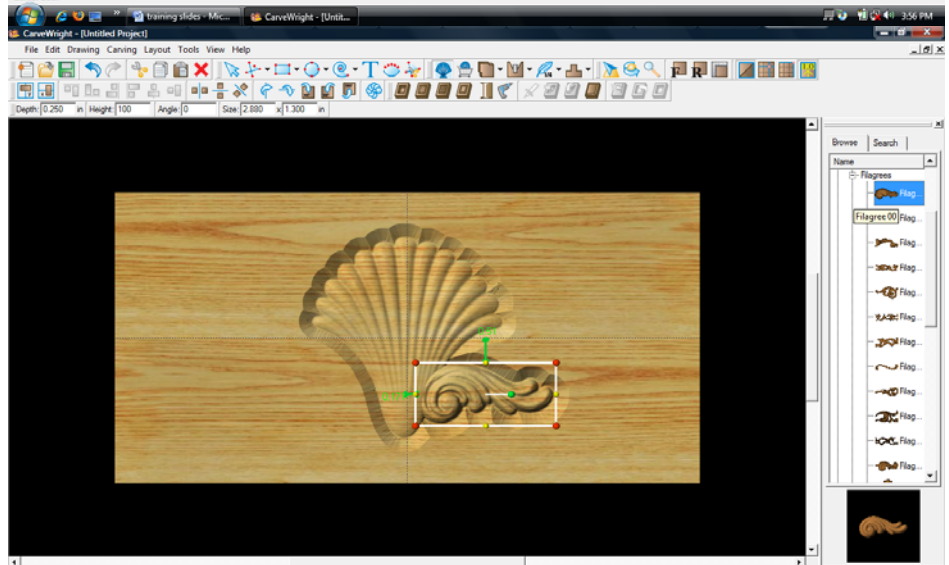 training slides - Mic...
CarveWright - [Untit...
3:56 PM
CarveWright - [Untitled Project]
File Edit Drawing Carving Layout Tools View Help
Depth: 0.250 in Height: 100 Angle: 0 Size: 2.880 x 1.300 in
Browse Search
Name
Filagrees
Filag...
Filagree 00 Filag...
Filag...
Filag...
Filag...
Filag...
Filag...
Filag...
Filag...
Filag...
Filag...
Filag...